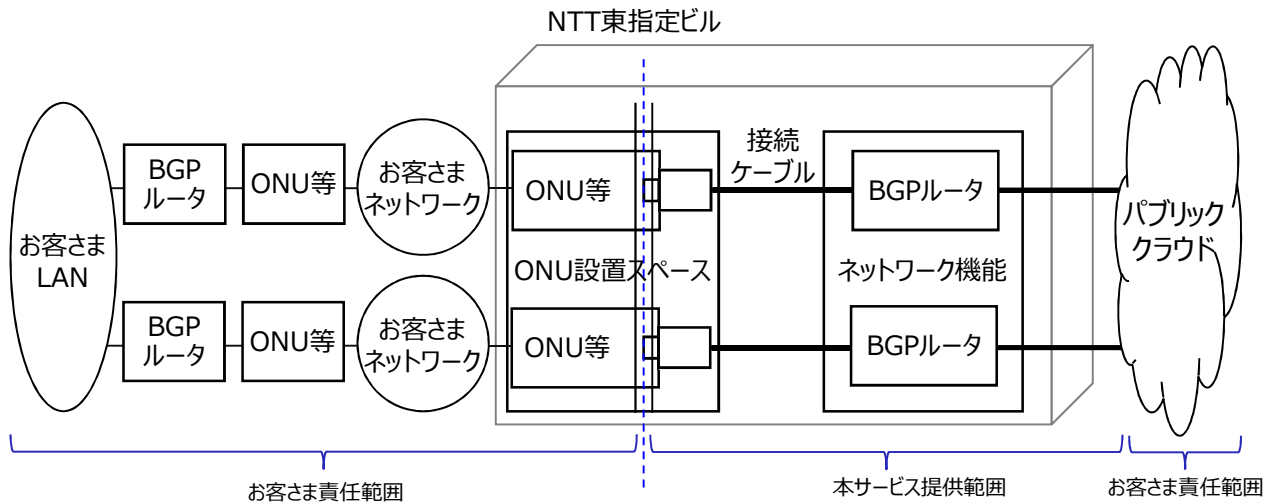 NTT東指定ビル
お客さま
LAN
BGP
ルータ
ONU等
お客さま
ネットワーク
ONU等
接続
ケーブル
BGPルータ
パブリック
クラウド
ONU設置スペース
ネットワーク機能
BGP
ルータ
ONU等
お客さま
ネットワーク
ONU等
BGPルータ
お客さま責任範囲
本サービス提供範囲
お客さま責任範囲